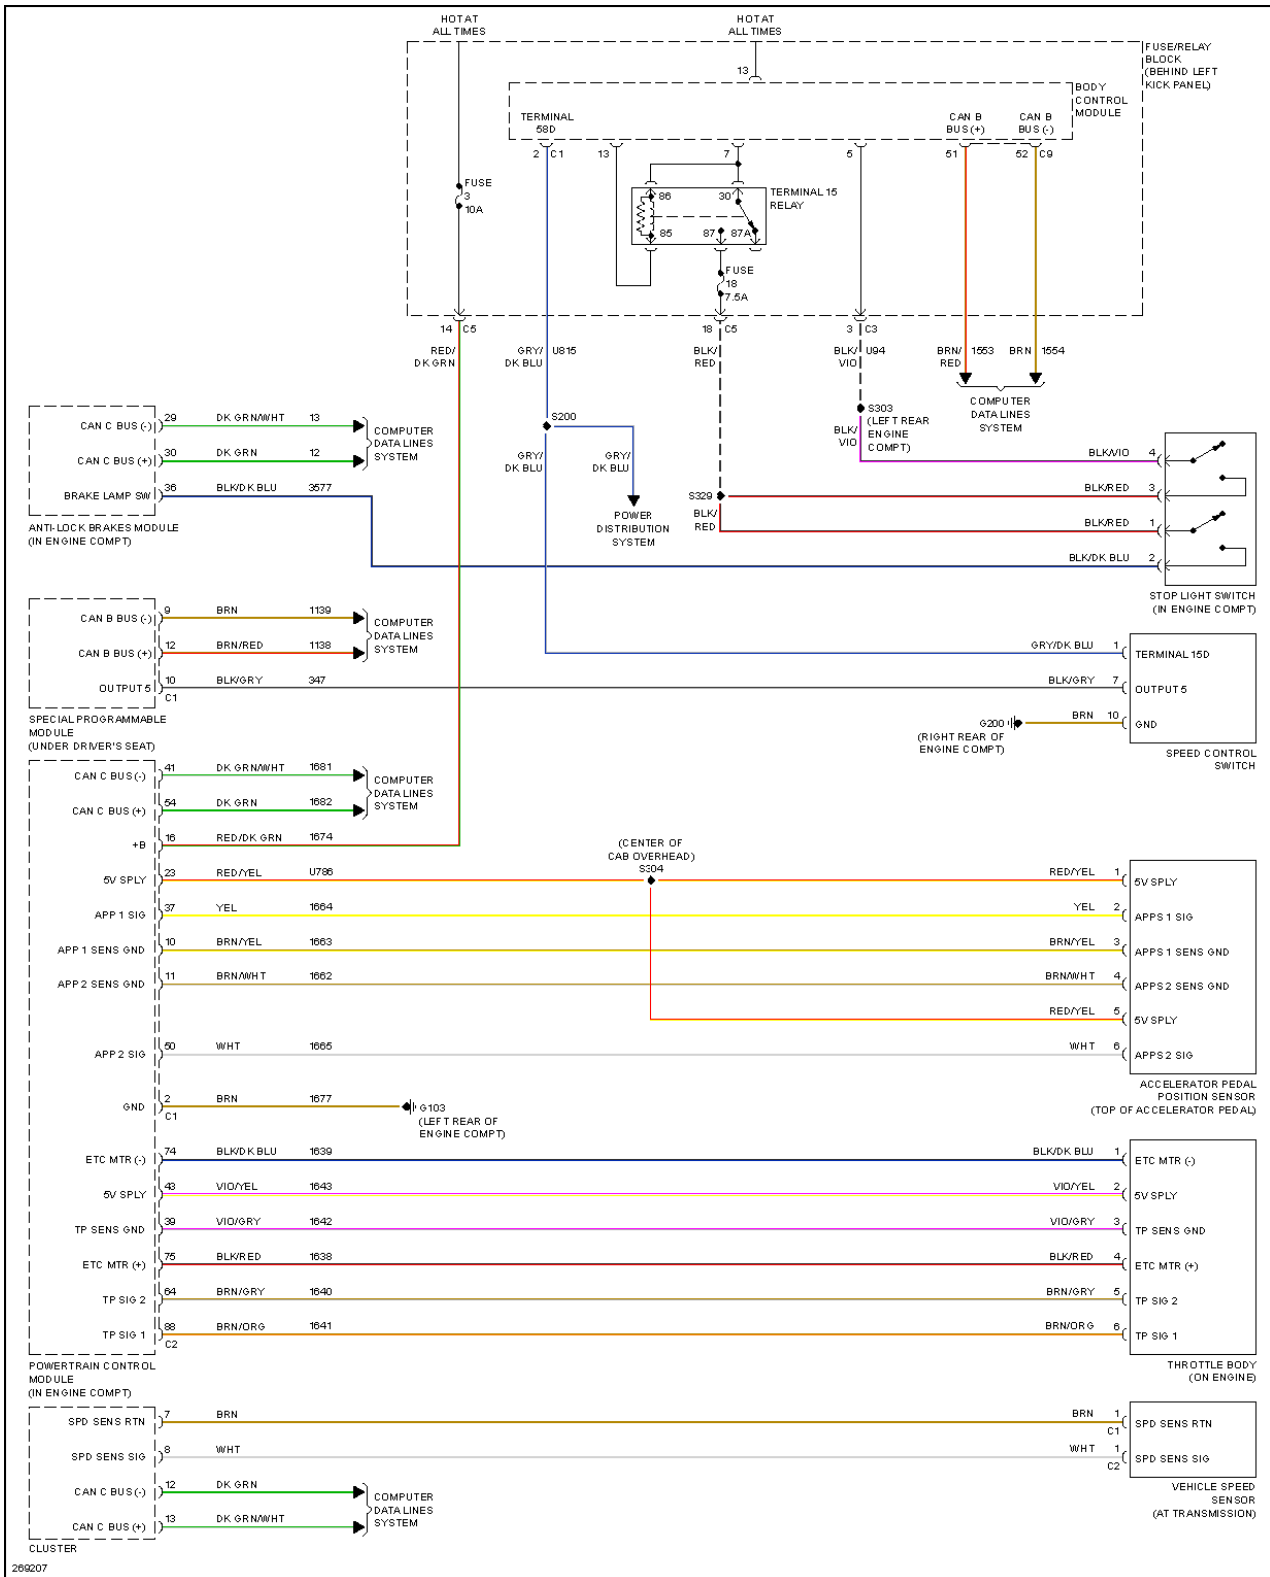 HOT AT
ALL TIMES
HOT AT
ALL TIMES
FUSE/RELAY
BLOCK
(BEHIND LEFT
KICK PANEL)
13
BODY
CONTROL
MODULE
TERMINAL
58D
CAN B
BUS (+)
CAN B
BUS (-)
2 C1
13
7
5
51
52 C9
FUSE
3
10A
86
30
TERMINAL 15
RELAY
85
87
87A
FUSE
18
7.5A
14 C5
18 C5
3 C3
RED/
DK GRN
GRY/
DK BLU
U815
BLK/
RED
BLK/
VIO
U94
BRN/
RED
1553
BRN
1554
COMPUTER
DATA LINES
SYSTEM
S200
S303
(LEFT REAR
ENGINE
COMPT)
BLK/
VIO
GRY/
DK BLU
GRY/
DK BLU
POWER
DISTRIBUTION
SYSTEM
S329
BLK/
RED
CAN C BUS (-) 29 DK GRN/WHT 13
CAN C BUS (+) 30 DK GRN 12
COMPUTER
DATA LINES
SYSTEM
BRAKE LAMP SW 36 BLK/DK BLU 3577
ANTI-LOCK BRAKES MODULE
(IN ENGINE COMPT)
BLK/VIO 4
BLK/RED 3
BLK/RED 1
BLK/DK BLU 2
STOP LIGHT SWITCH
(IN ENGINE COMPT)
CAN B BUS (-) 9 BRN 1139
CAN B BUS (+) 12 BRN/RED 1138
COMPUTER
DATA LINES
SYSTEM
OUTPUT 5 10 BLK/GRY 347
C1
SPECIAL PROGRAMMABLE
MODULE
(UNDER DRIVER'S SEAT)
GRY/DK BLU 1 TERMINAL 15D
BLK/GRY 7 OUTPUT 5
G200 BRN 10 GND
(RIGHT REAR OF
ENGINE COMPT)
SPEED CONTROL
SWITCH
CAN C BUS (-) 41 DK GRN/WHT 1681
CAN C BUS (+) 54 DK GRN 1682
COMPUTER
DATA LINES
SYSTEM
+B 16 RED/DK GRN 1674
(CENTER OF
CAB OVERHEAD)
S304
5V SPLY 23 RED/YEL U786 RED/YEL 1 5V SPLY
APP 1 SIG 37 YEL 1664 YEL 2 APPS 1 SIG
APP 1 SENS GND 10 BRN/YEL 1663 BRN/YEL 3 APPS 1 SENS GND
APP 2 SENS GND 11 BRN/WHT 1662 BRN/WHT 4 APPS 2 SENS GND
RED/YEL 5 5V SPLY
APP 2 SIG 50 WHT 1665 WHT 6 APPS 2 SIG
ACCELERATOR PEDAL
POSITION SENSOR
(TOP OF ACCELERATOR PEDAL)
GND 2 BRN 1677 G103
C1
(LEFT REAR OF
ENGINE COMPT)
ETC MTR (-) 74 BLK/DK BLU 1639 BLK/DK BLU 1 ETC MTR (-)
5V SPLY 43 VIO/YEL 1643 VIO/YEL 2 5V SPLY
TP SENS GND 39 VIO/GRY 1642 VIO/GRY 3 TP SENS GND
ETC MTR (+) 75 BLK/RED 1638 BLK/RED 4 ETC MTR (+)
TP SIG 2 64 BRN/GRY 1640 BRN/GRY 5 TP SIG 2
TP SIG 1 88 BRN/ORG 1641 BRN/ORG 6 TP SIG 1
C2
POWERTRAIN CONTROL
MODULE
(IN ENGINE COMPT)
THROTTLE BODY
(ON ENGINE)
SPD SENS RTN 7 BRN BRN 1 SPD SENS RTN
C1
SPD SENS SIG 8 WHT WHT 1 SPD SENS SIG
C2
CAN C BUS (-) 12 DK GRN
CAN C BUS (+) 13 DK GRN/WHT
COMPUTER
DATA LINES
SYSTEM
VEHICLE SPEED
SENSOR
(AT TRANSMISSION)
CLUSTER
269207